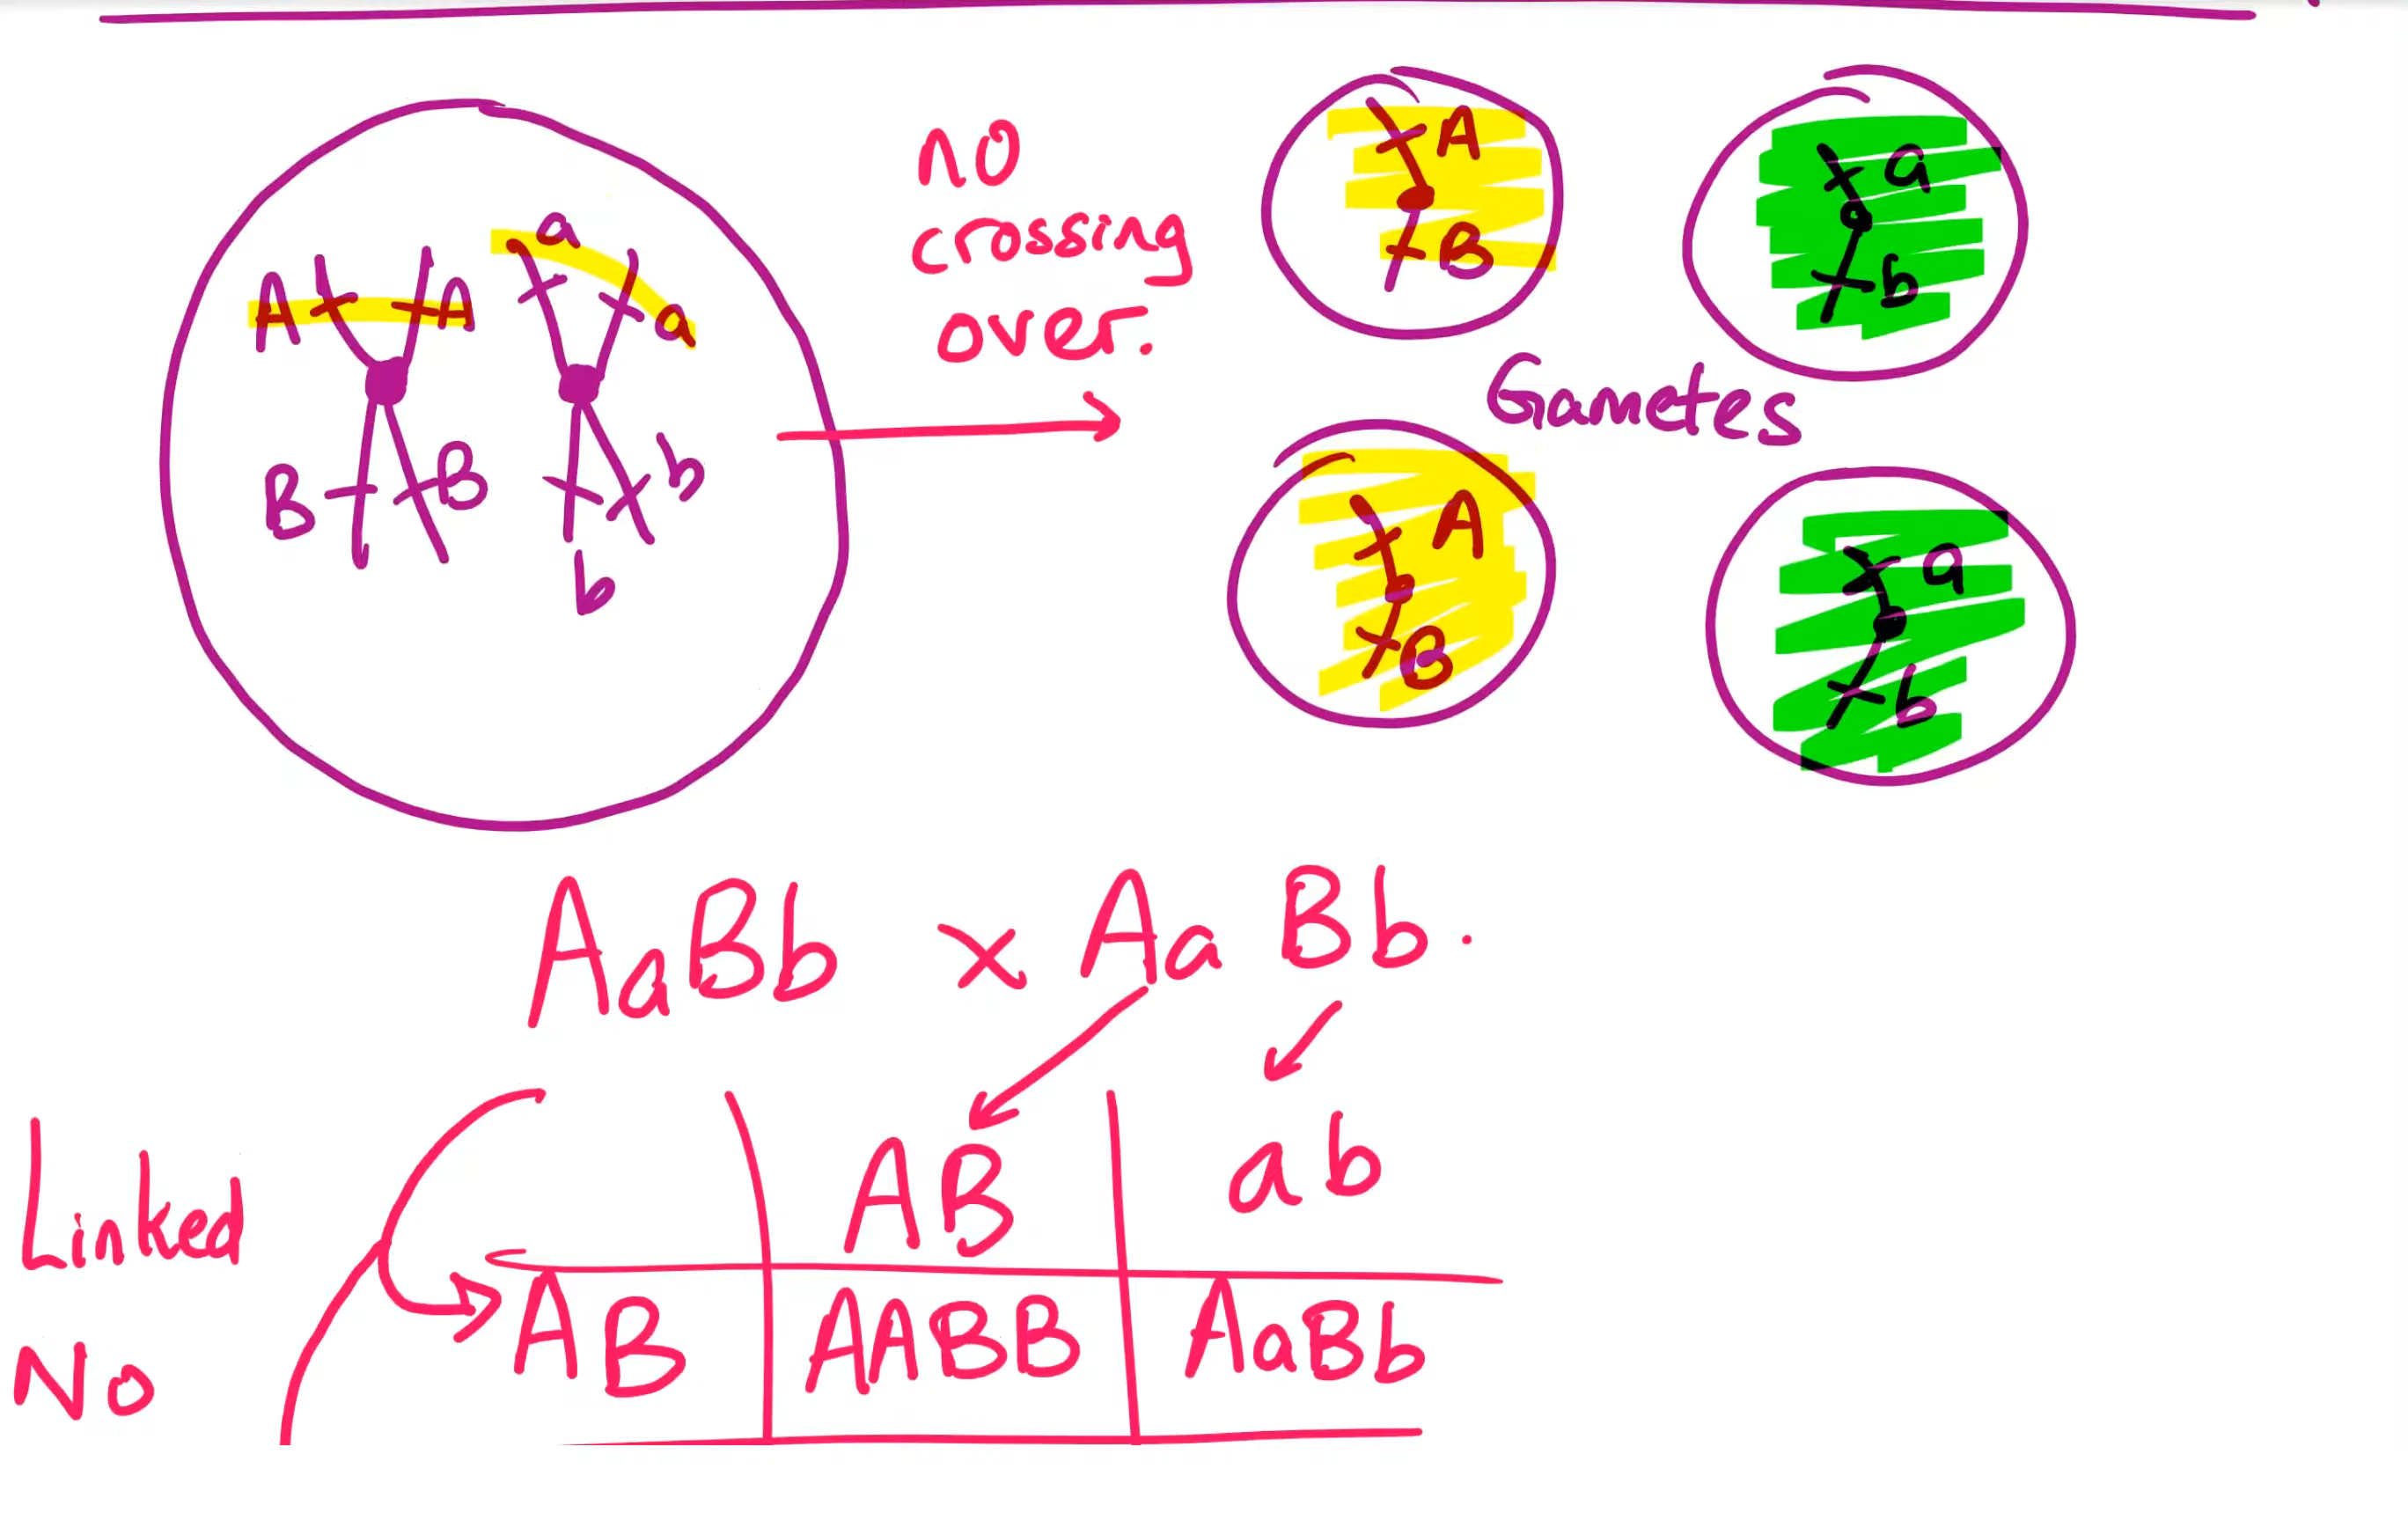 A A a a
B B b
b
No
crossing
over.
A
B
a
b
Gametes
A
B
a
b
AaBb × AaBb.
Linked
No
AB ab
AB AABB AaBb